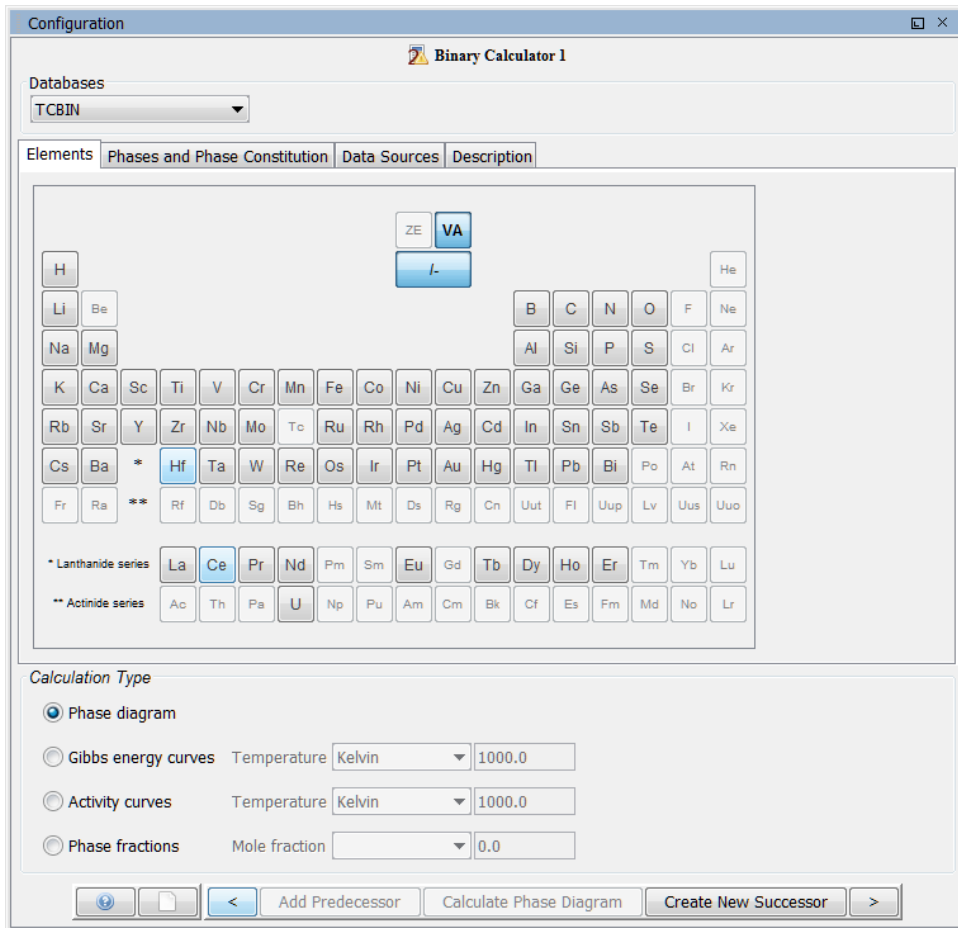 Configuration
Binary Calculator 1
Databases
TCBIN
Elements Phases and Phase Constitution Data Sources Description
ZE VA
H /- He
Li Be B C N O F Ne
Na Mg Al Si P S Cl Ar
K Ca Sc Ti V Cr Mn Fe Co Ni Cu Zn Ga Ge As Se Br Kr
Rb Sr Y Zr Nb Mo Tc Ru Rh Pd Ag Cd In Sn Sb Te I Xe
Cs Ba * Hf Ta W Re Os Ir Pt Au Hg Tl Pb Bi Po At Rn
Fr Ra ** Rf Db Sg Bh Hs Mt Ds Rg Cn Uut Fl Uup Lv Uus Uuo
* Lanthanide series La Ce Pr Nd Pm Sm Eu Gd Tb Dy Ho Er Tm Yb Lu
** Actinide series Ac Th Pa U Np Pu Am Cm Bk Cf Es Fm Md No Lr
Calculation Type
Phase diagram
Gibbs energy curves Temperature Kelvin 1000.0
Activity curves Temperature Kelvin 1000.0
Phase fractions Mole fraction 0.0
< Add Predecessor Calculate Phase Diagram Create New Successor >